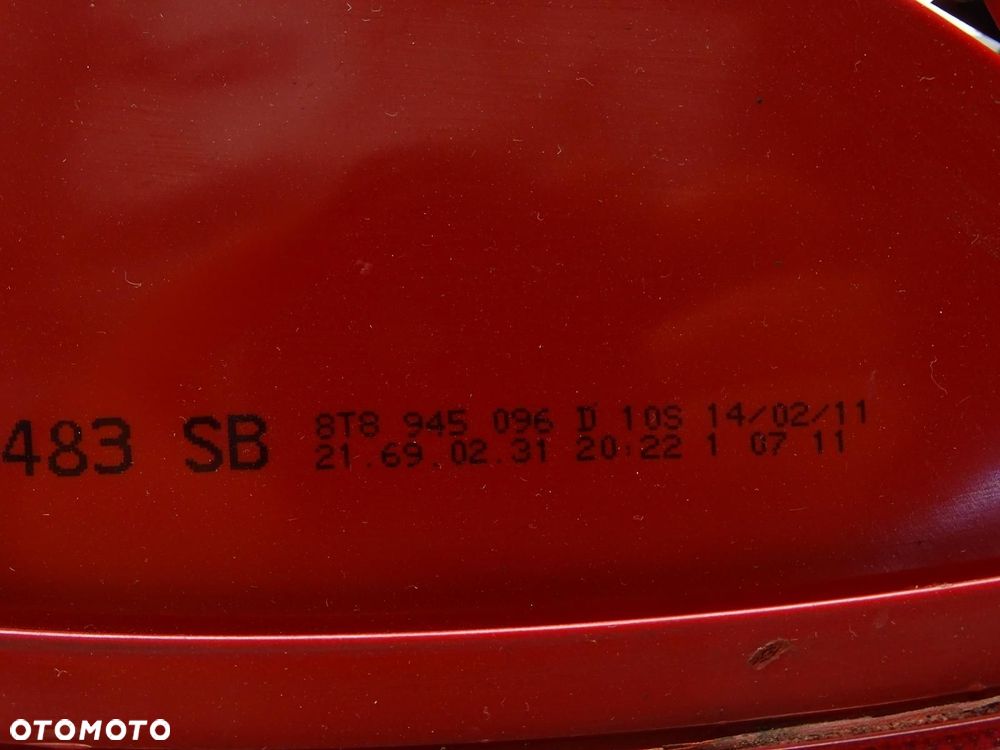 483 SB
8T8 945 096 D 10S 14/02/11
21.69.02.31 20:22 1 07 11
OTOMOTO